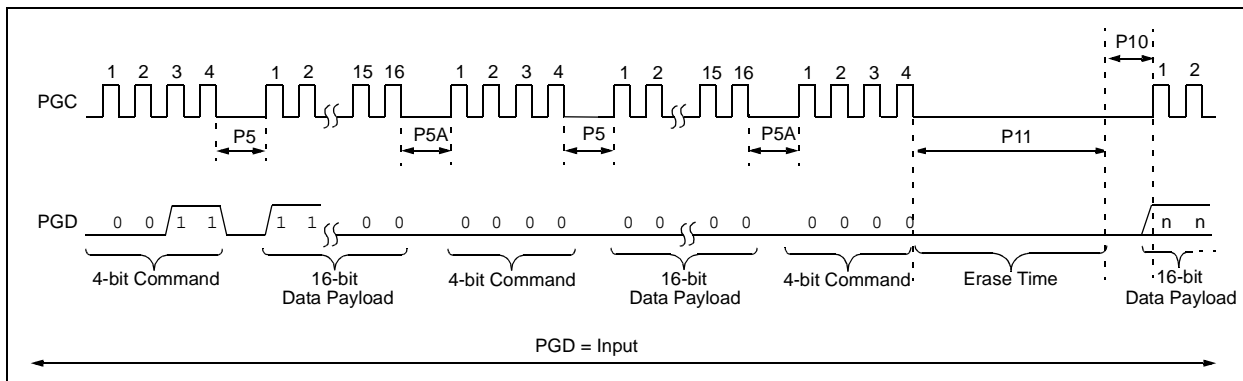 P10
1 2 3 4 1 2 15 16 1 2 3 4 1 2 15 16 1 2 3 4 1 2
PGC
P5 P5A P5 P5A P11
PGD 0 0 1 1 1 1 0 0 0 0 0 0 0 0 0 0 0 0 0 0 n n
4-bit Command 16-bit 4-bit Command 16-bit 4-bit Command Erase Time 16-bit
Data Payload Data Payload Data Payload
PGD = Input